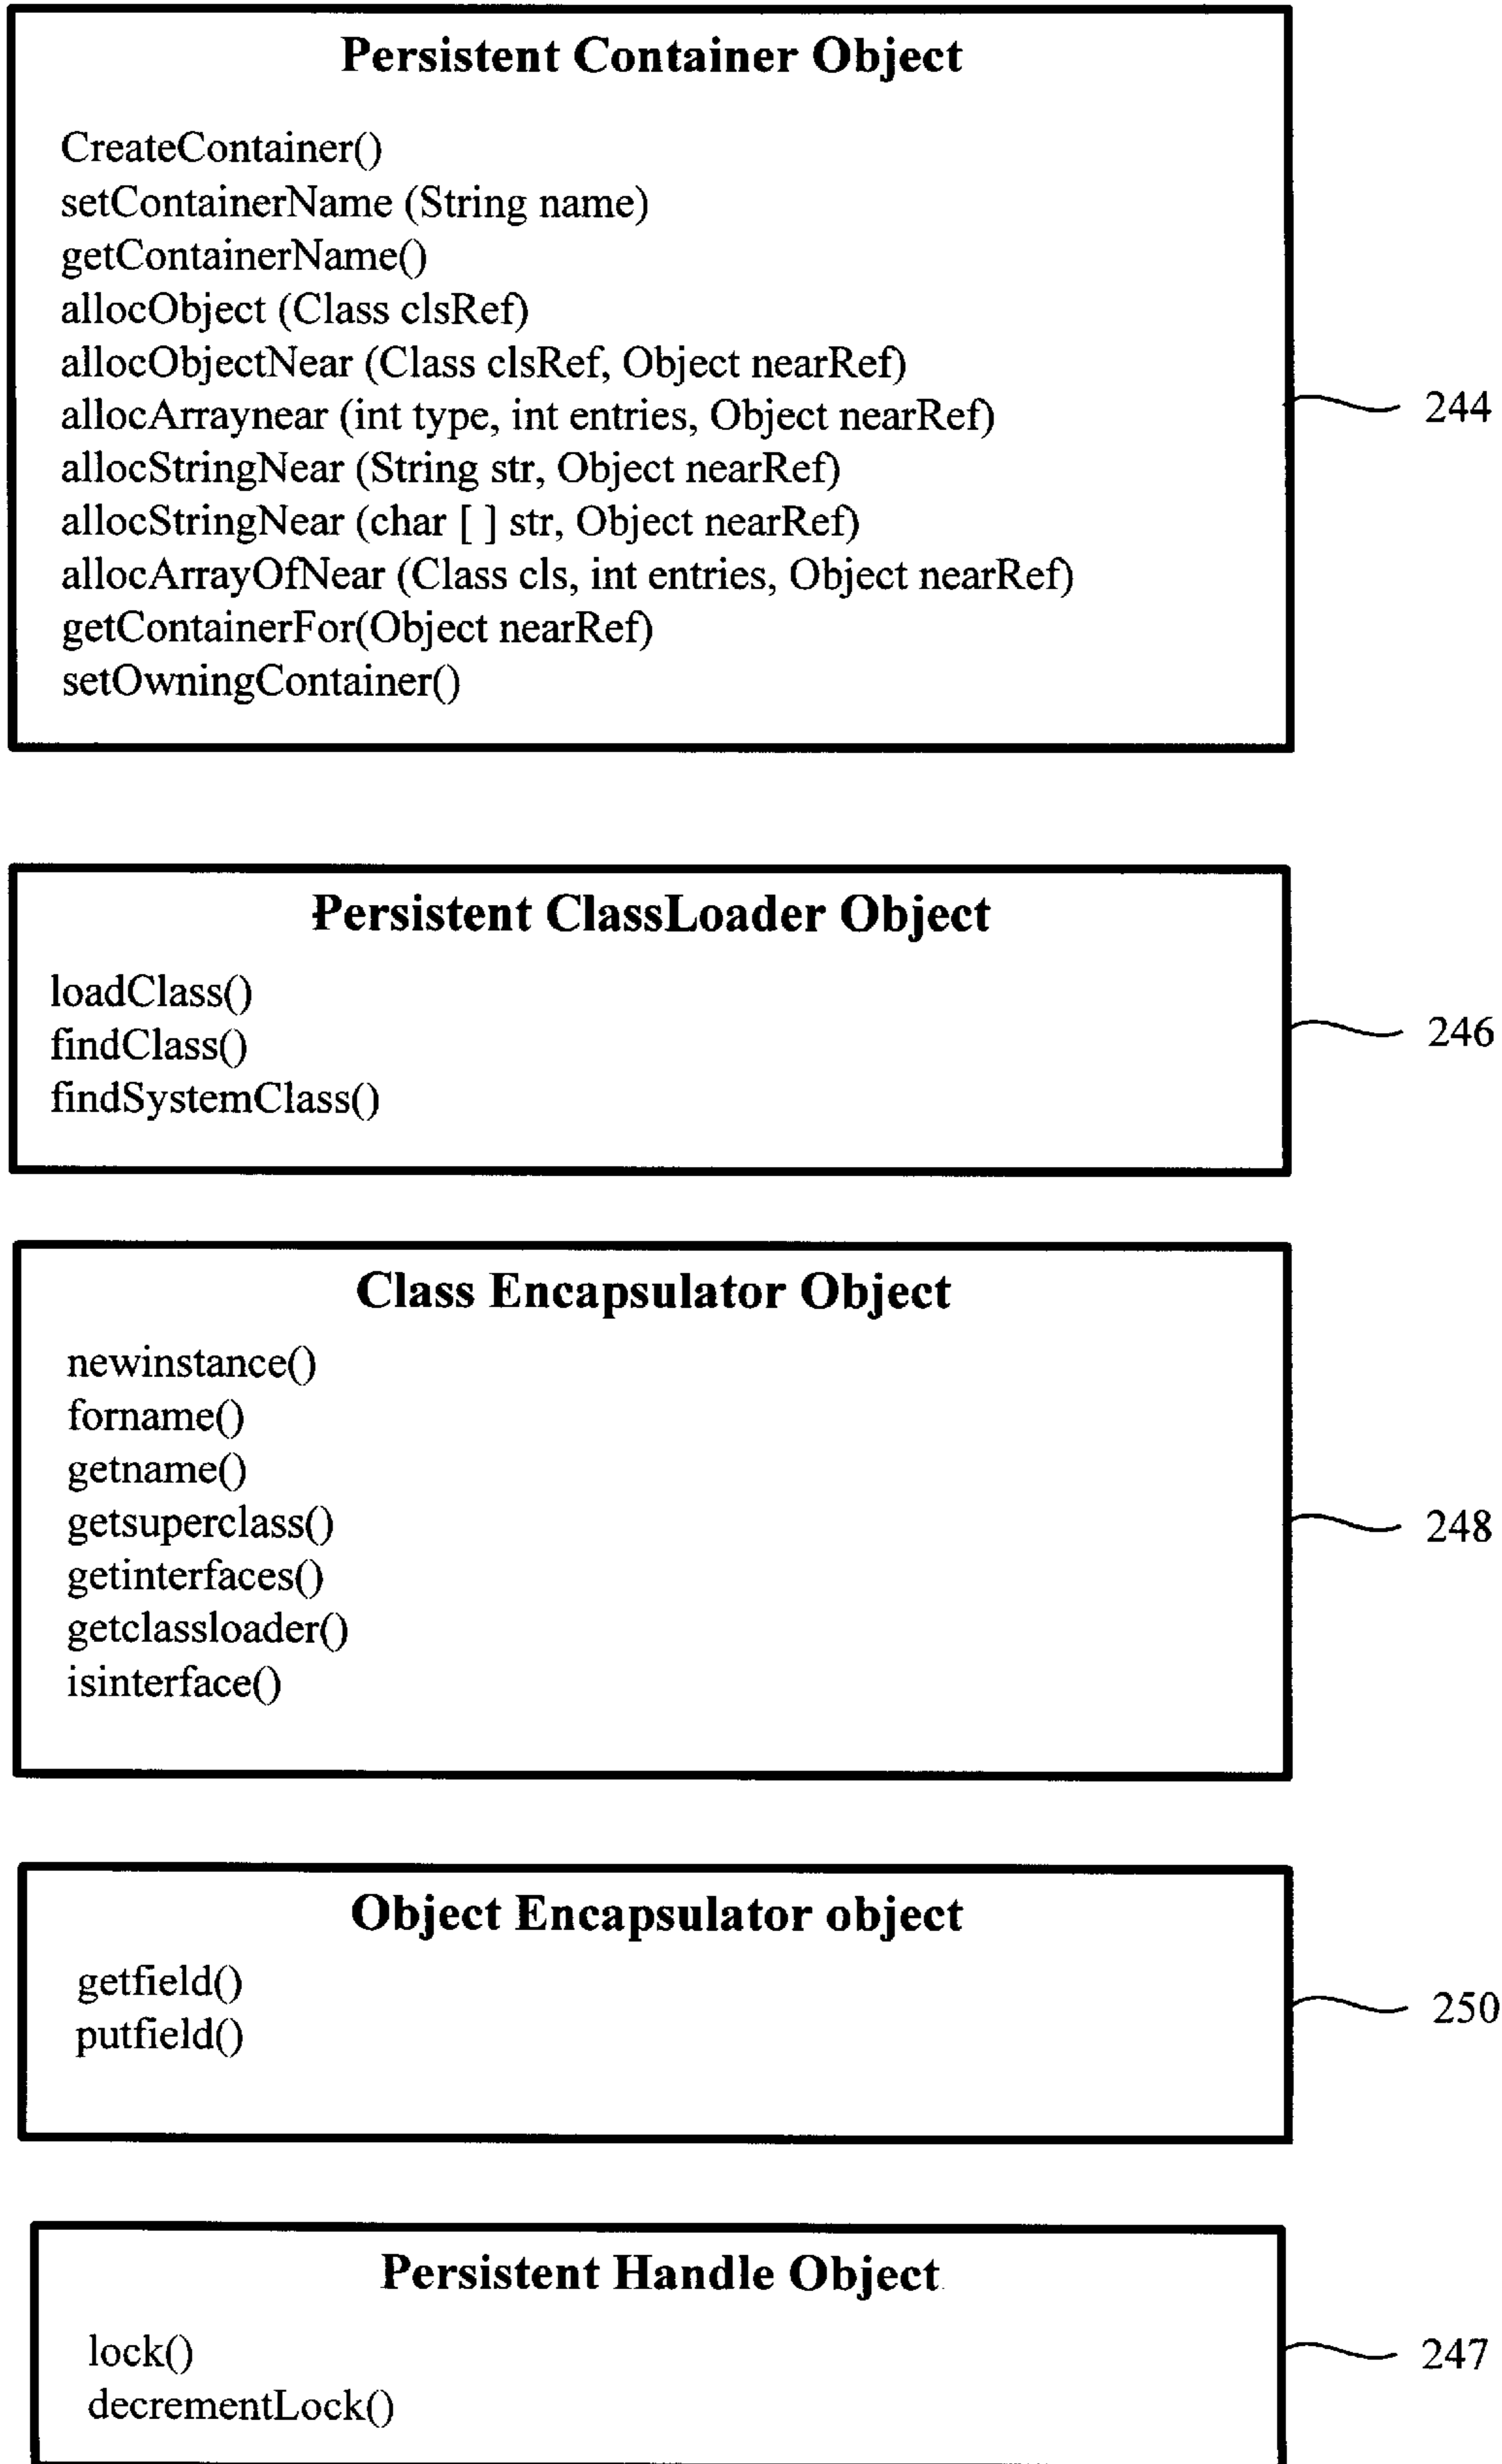 Persistent Container Object
CreateContainer()
setContainerName (String name)
getContainerName()
allocObject (Class clsRef)
allocObjectNear (Class clsRef, Object nearRef)
allocArraynear (int type, int entries, Object nearRef)
244
allocStringNear (String str, Object nearRef)
allocStringNear (char [ ] str, Object nearRef)
allocArrayOfNear (Class cls, int entries, Object nearRef)
getContainerFor(Object nearRef)
setOwningContainer()
Persistent ClassLoader Object
loadClass()
findClass()
246
findSystemClass()
Class Encapsulator Object
newinstance()
forname()
getname()
getsuperclass()
248
getinterfaces()
getclassloader()
isinterface()
Object Encapsulator object
getfield()
250
putfield()
Persistent Handle Object
lock()
247
decrementLock()